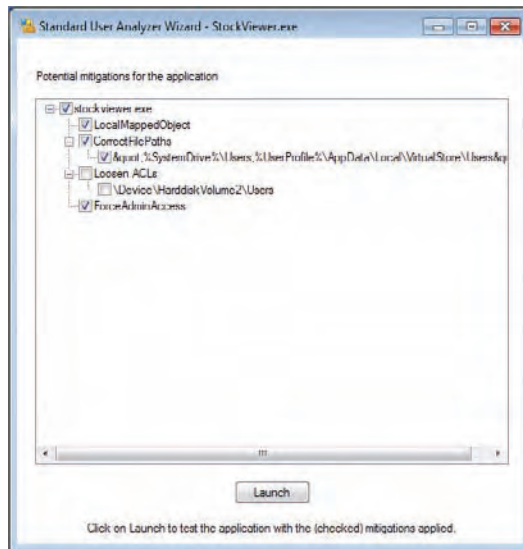 Standard User Analyzer Wizard - StockViewer.exe
Potential mitigations for the application
stockviewer.exe
LocalMappedObject
CorrectFilePaths
&quot;%SystemDrive%\Users;%UserProfile%\AppData\Local\VirtualStore\Users&q
Loosen ACLs
\Device\HarddiskVolume2\Users
ForceAdminAccess
Launch
Click on Launch to test the application with the (checked) mitigations applied.